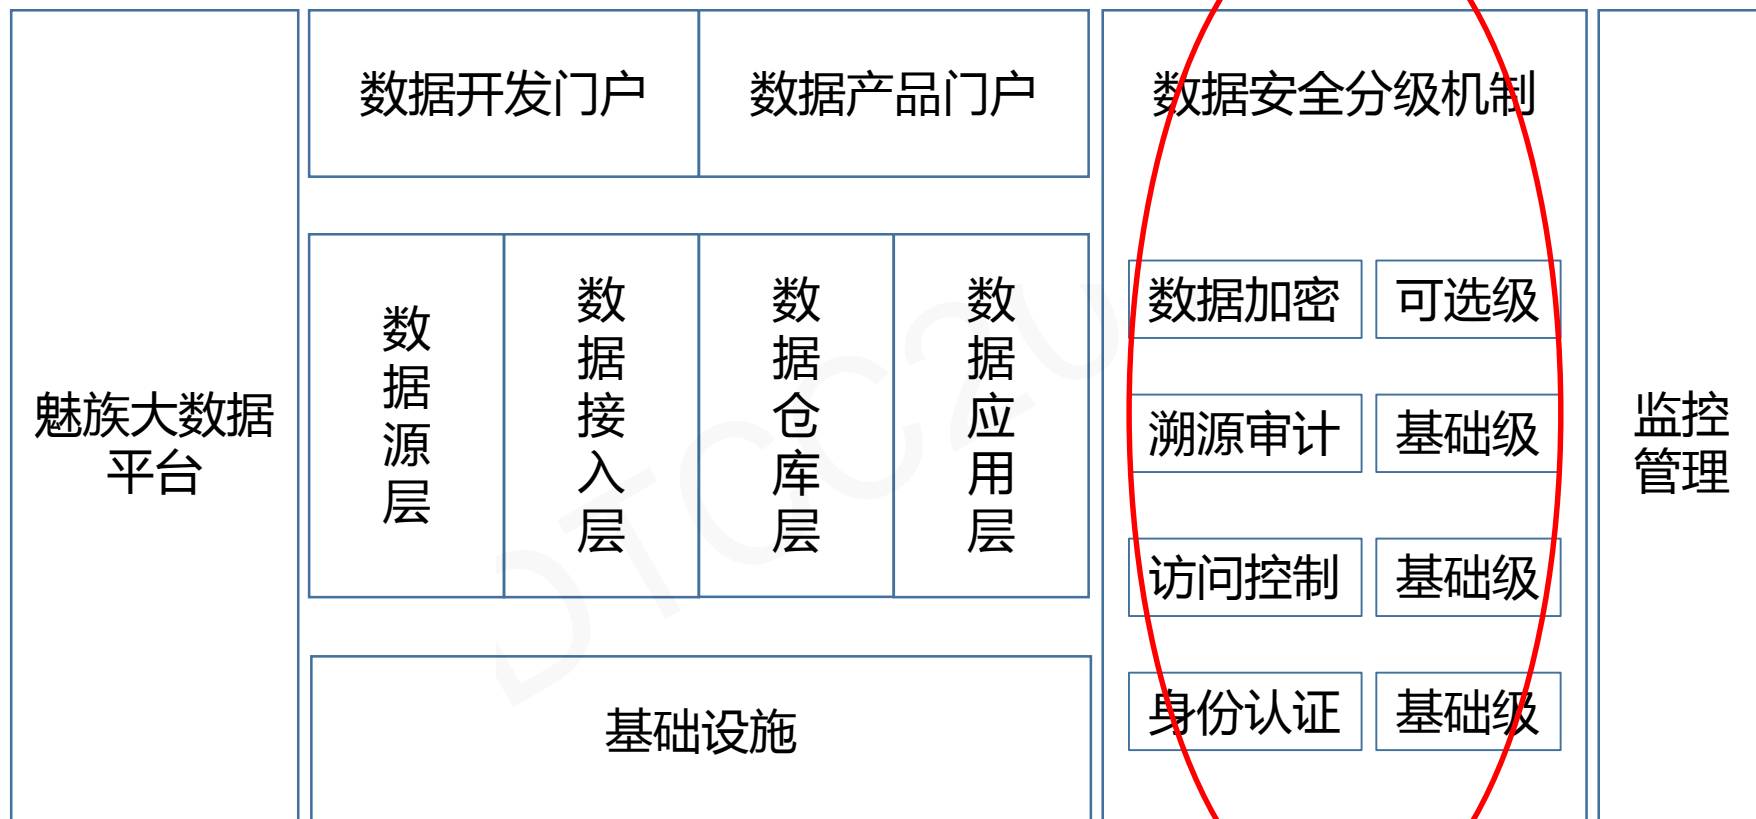 魅族大数据
平台
数据开发门户
数据产品门户
数据源层
数据接入层
数据仓库层
数据应用层
基础设施
数据安全分级机制
数据加密
可选级
溯源审计
基础级
访问控制
基础级
身份认证
基础级
监控
管理